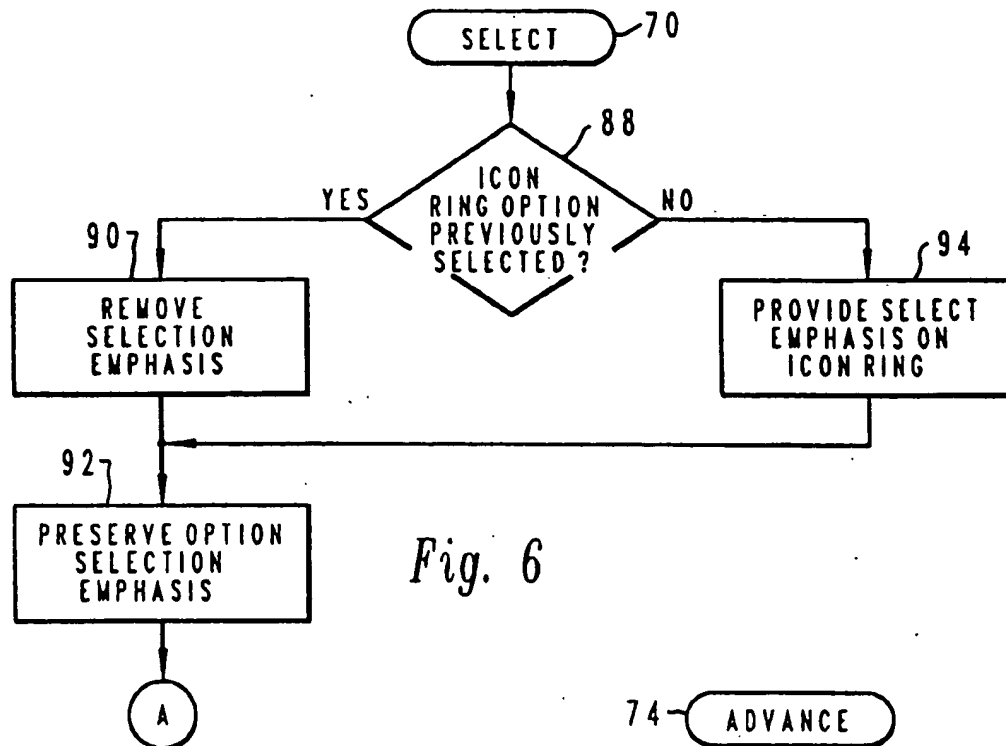 SELECT
70
88
ICON
RING OPTION
PREVIOUSLY
SELECTED?
YES
NO
90
REMOVE
SELECTION
EMPHASIS
94
PROVIDE SELECT
EMPHASIS ON
ICON RING
92
PRESERVE OPTION
SELECTION
EMPHASIS
Fig. 6
A
74
ADVANCE